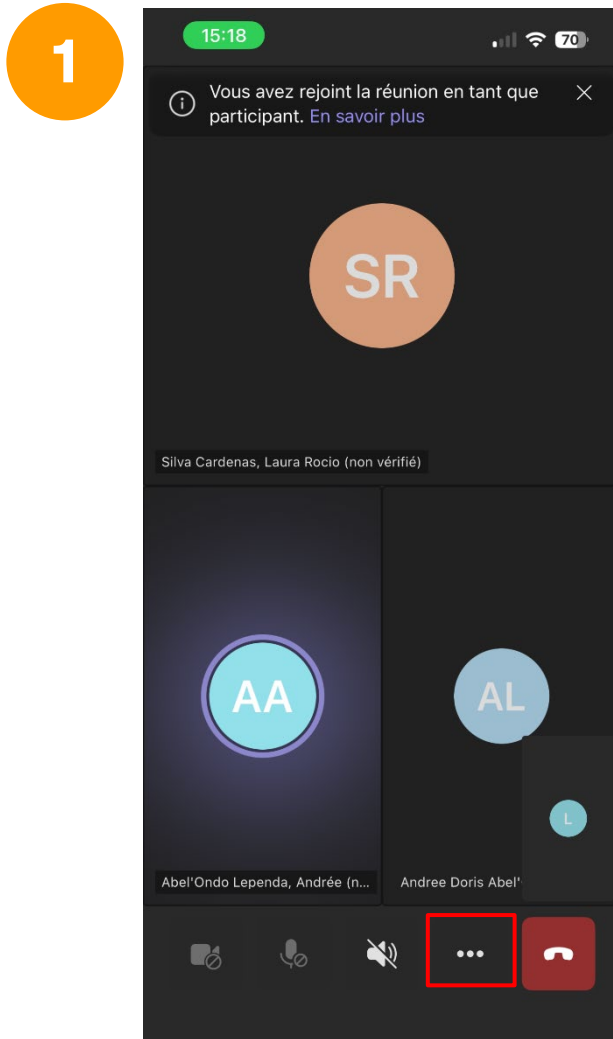 1
15:18
70
Vous avez rejoint la réunion en tant que
participant. En savoir plus
SR
Silva Cardenas, Laura Rocio (non vérifié)
AA
AL
L
Abel'Ondo Lependa, Andrée (n...
Andree Doris Abel'